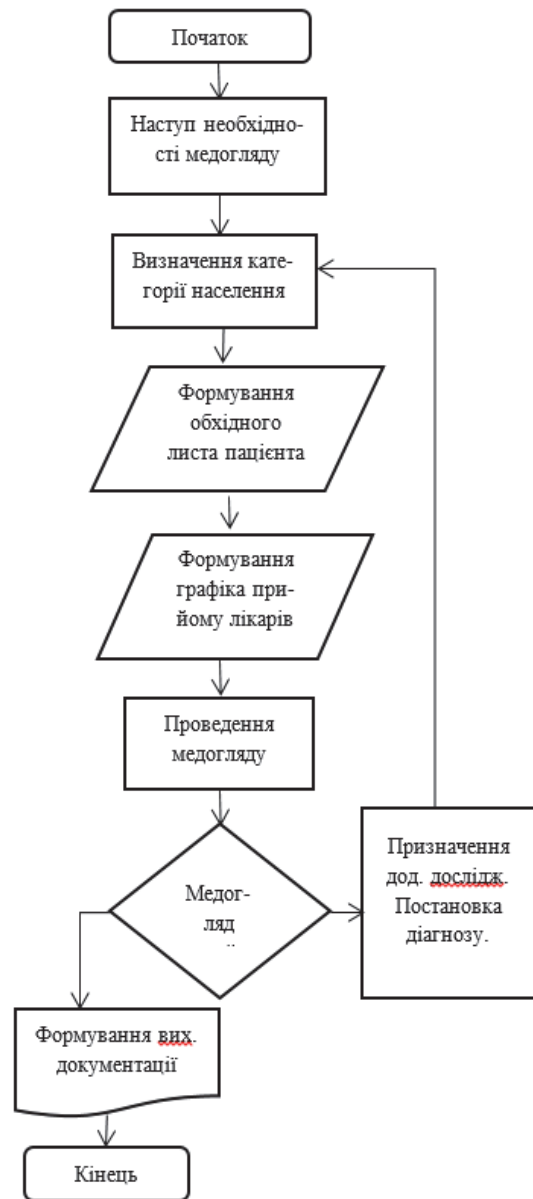 Початок
Наступ необхідно-
сті медогляду
Визначення кате-
горії населення
Формування
обхідного
листа пацієнта
Формування
графіка при-
йому лікарів
Проведення
медогляду
Медог-
ляд
Призначення
дод. дослідж.
Постановка
діагнозу.
Формування вих.
документації
Кінець